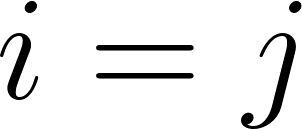 i = j